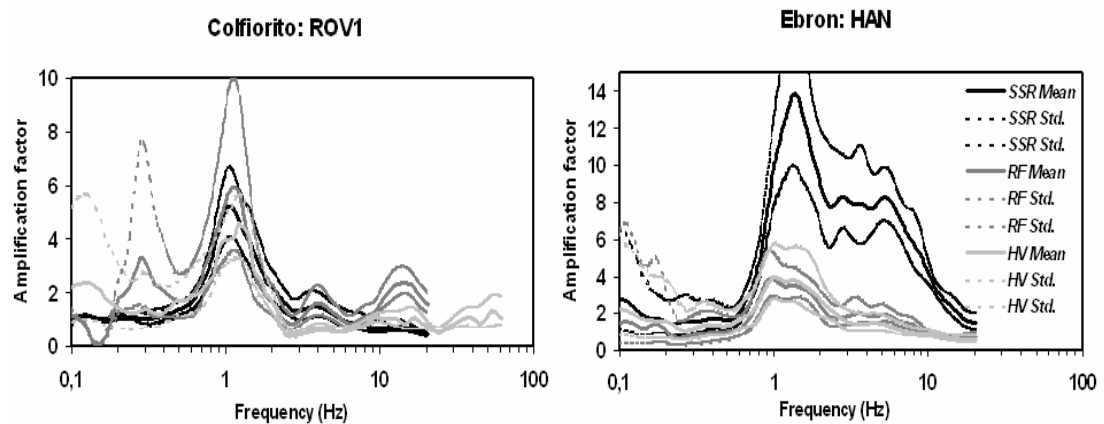 Colfiorito: ROV1
Amplification factor
10
8
6
4
2
0
0,1
1
10
100
Frequency (Hz)
Ebron: HAN
Amplification factor
14
12
10
8
6
4
2
0
0,1
1
10
100
Frequency (Hz)
SSR Mean
SSR Std.
SSR Std.
RF Mean
RF Std.
RF Std.
HV Mean
HV Std.
HV Std.